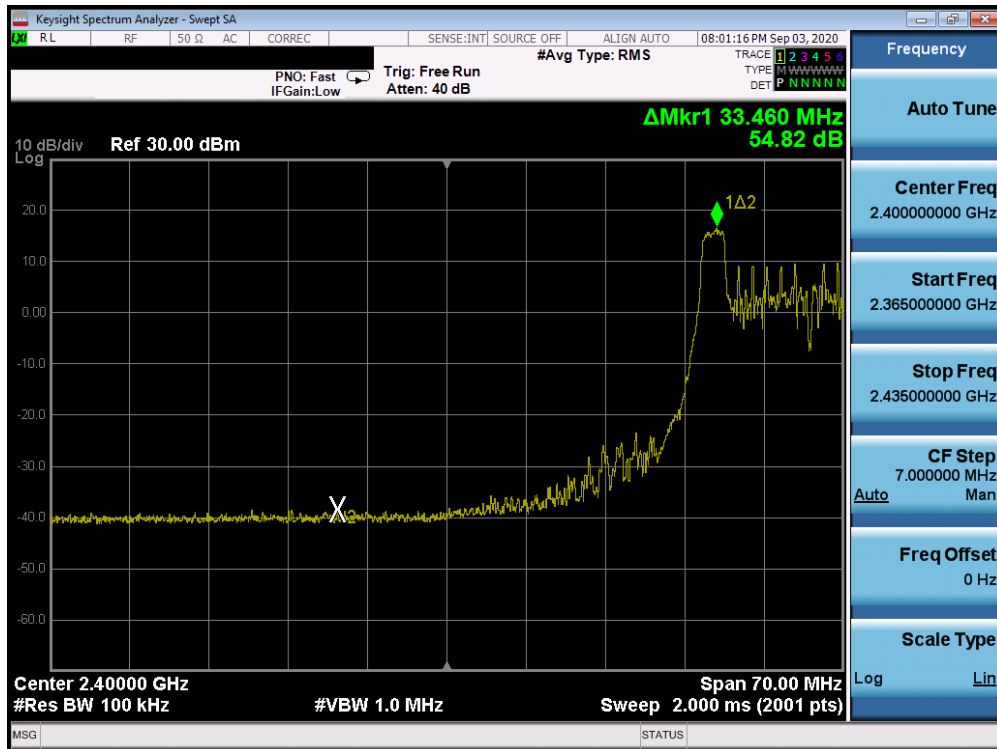 Keysight Spectrum Analyzer - Swept SA
LXI RL RF 50 Ω AC CORREC SENSE:INT SOURCE OFF ALIGN AUTO 08:01:16 PM Sep 03, 2020
#Avg Type: RMS
TRACE 1 2 3 4 5 6
TYPE M WWWWW
DET P N N N N N
PNO: Fast
IFGain:Low
Trig: Free Run
Atten: 40 dB
ΔMkr1 33.460 MHz
54.82 dB
10 dB/div Ref 30.00 dBm
Log
20.0
10.0
0.00
-10.0
-20.0
-30.0
-40.0
-50.0
-60.0
1Δ2
X
Center 2.40000 GHz
Span 70.00 MHz
#Res BW 100 kHz
#VBW 1.0 MHz
Sweep 2.000 ms (2001 pts)
MSG
STATUS
Frequency
Auto Tune
Center Freq
2.400000000 GHz
Start Freq
2.365000000 GHz
Stop Freq
2.435000000 GHz
CF Step
7.000000 MHz
Auto Man
Freq Offset
0 Hz
Scale Type
Log Lin